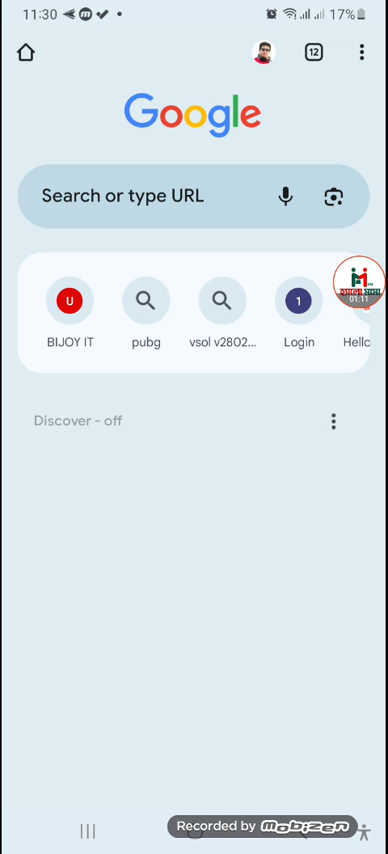 11:30
17%
12
Google
Search or type URL
U
1
হ্যালো মামা
01:11
BIJOY IT
pubg
vsol v2802...
Login
Hello
Discover - off
Recorded by mobizen